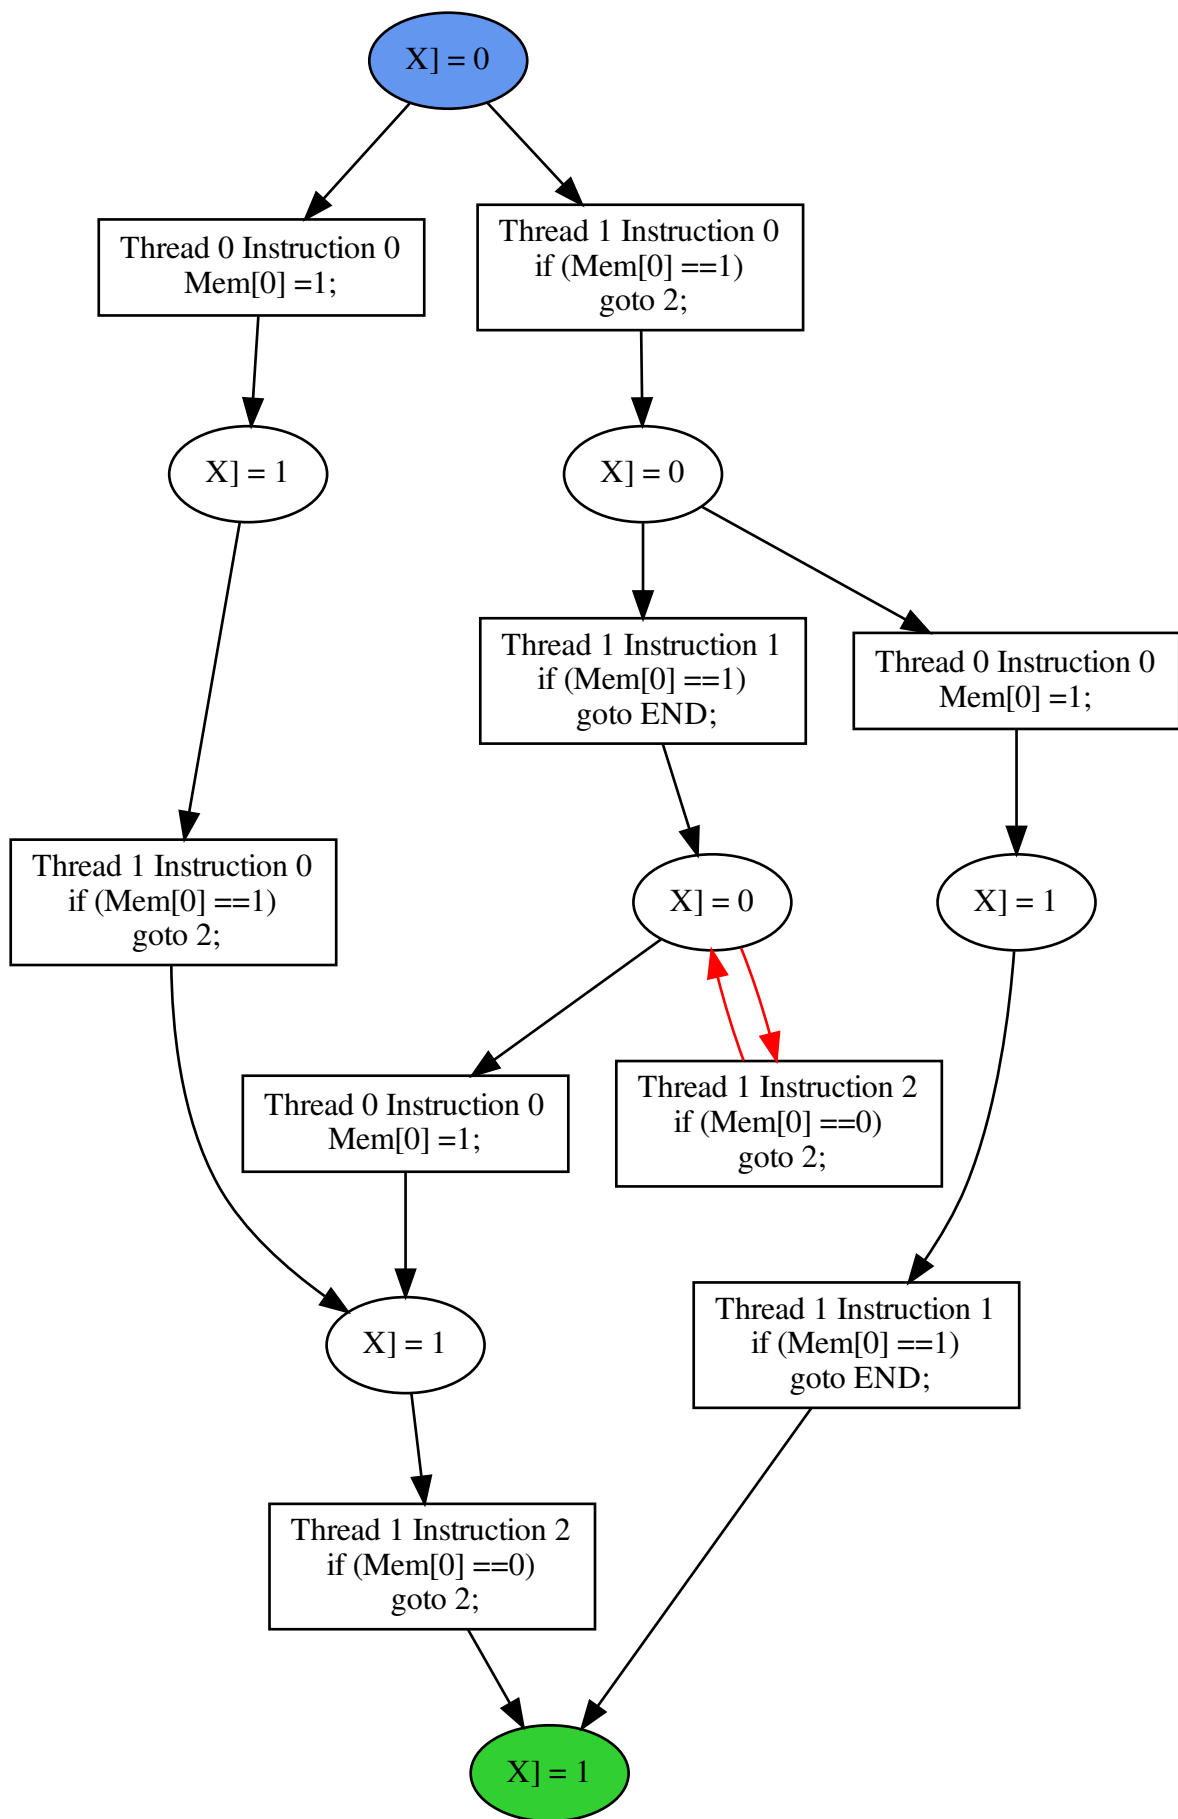 X] = 0
Thread 0 Instruction 0
Mem[0] =1;
Thread 1 Instruction 0
if (Mem[0] ==1)
goto 2;
X] = 1
X] = 0
Thread 1 Instruction 1
if (Mem[0] ==1)
goto END;
Thread 0 Instruction 0
Mem[0] =1;
Thread 1 Instruction 0
if (Mem[0] ==1)
goto 2;
X] = 0
X] = 1
Thread 0 Instruction 0
Mem[0] =1;
Thread 1 Instruction 2
if (Mem[0] ==0)
goto 2;
X] = 1
Thread 1 Instruction 1
if (Mem[0] ==1)
goto END;
Thread 1 Instruction 2
if (Mem[0] ==0)
goto 2;
X] = 1